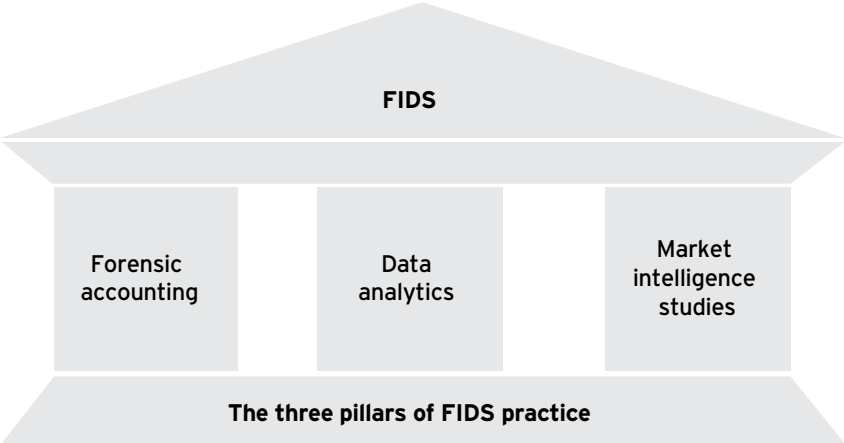 FIDS
Forensic
accounting
Data
analytics
Market
intelligence
studies
The three pillars of FIDS practice